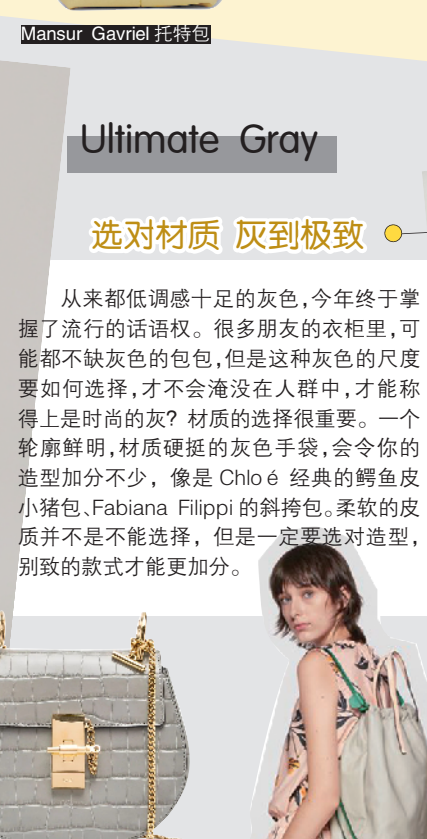 Mansur Gavriel 托特包
Ultimate Gray
选对材质 灰到极致
从来都低调感十足的灰色,今年终于掌
握了流行的话语权。很多朋友的衣柜里,可
能都不缺灰色的包包,但是这种灰色的尺度
要如何选择,才不会淹没在人群中,才能称
得上是时尚的灰? 材质的选择很重要。一个
轮廓鲜明,材质硬挺的灰色手袋,会令你的
造型加分不少，像是 Chlo é 经典的鳄鱼皮
小猪包、Fabiana Filippi 的斜挎包。柔软的皮
质并不是不能选择，但是一定要选对造型，
别致的款式才能更加分。